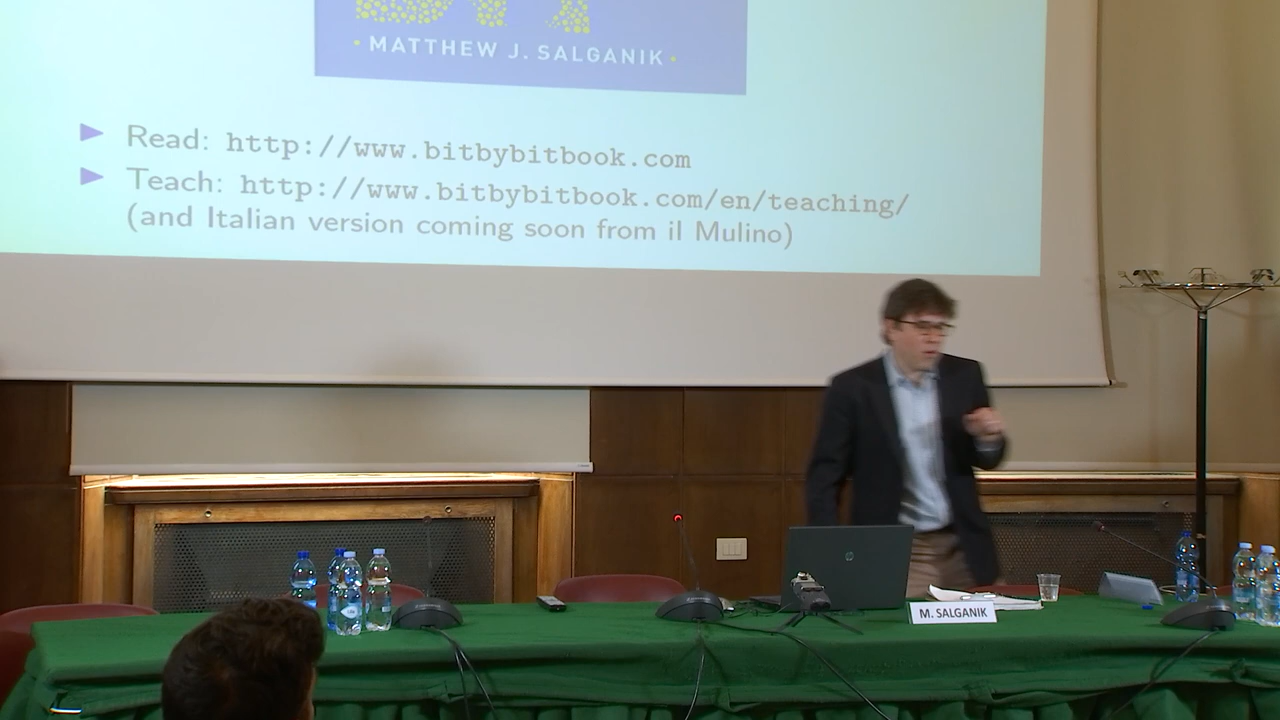 • MATTHEW J. SALGANIK •
Read: http://www.bitbybitbook.com
Teach: http://www.bitbybitbook.com/en/teaching/
(and Italian version coming soon from il Mulino)
M. SALGANIK